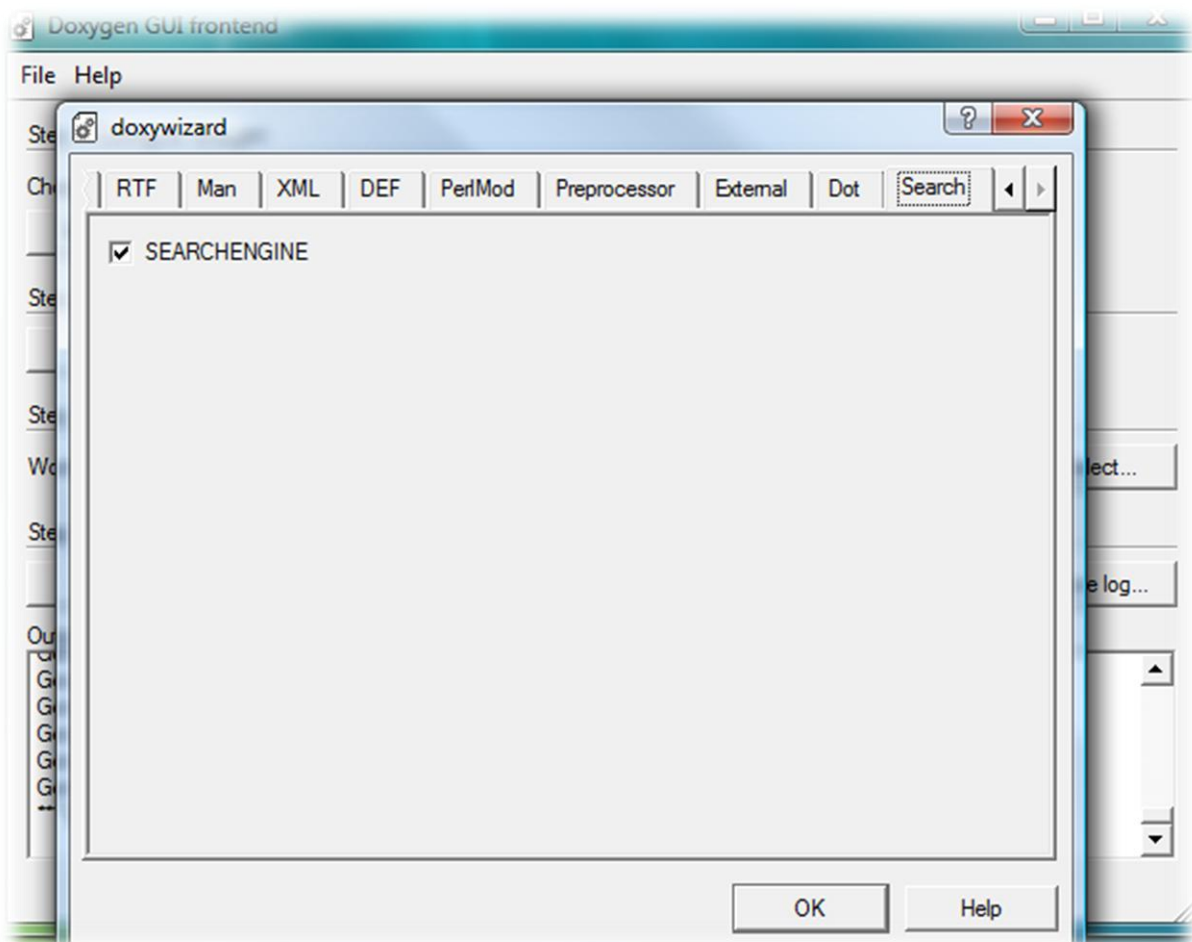 Doxygen GUI frontend
File Help
doxywizard
RTF Man XML DEF PerlMod Preprocessor External Dot Search
SEARCHENGINE
lect...
e log...
OK Help